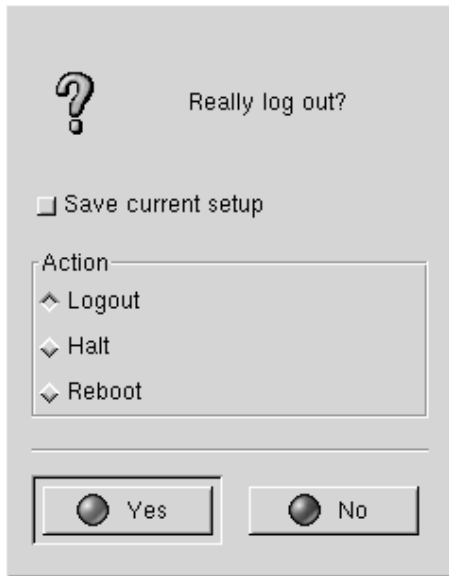 Really log out?
Save current setup
Action
Logout
Halt
Reboot
Yes
No